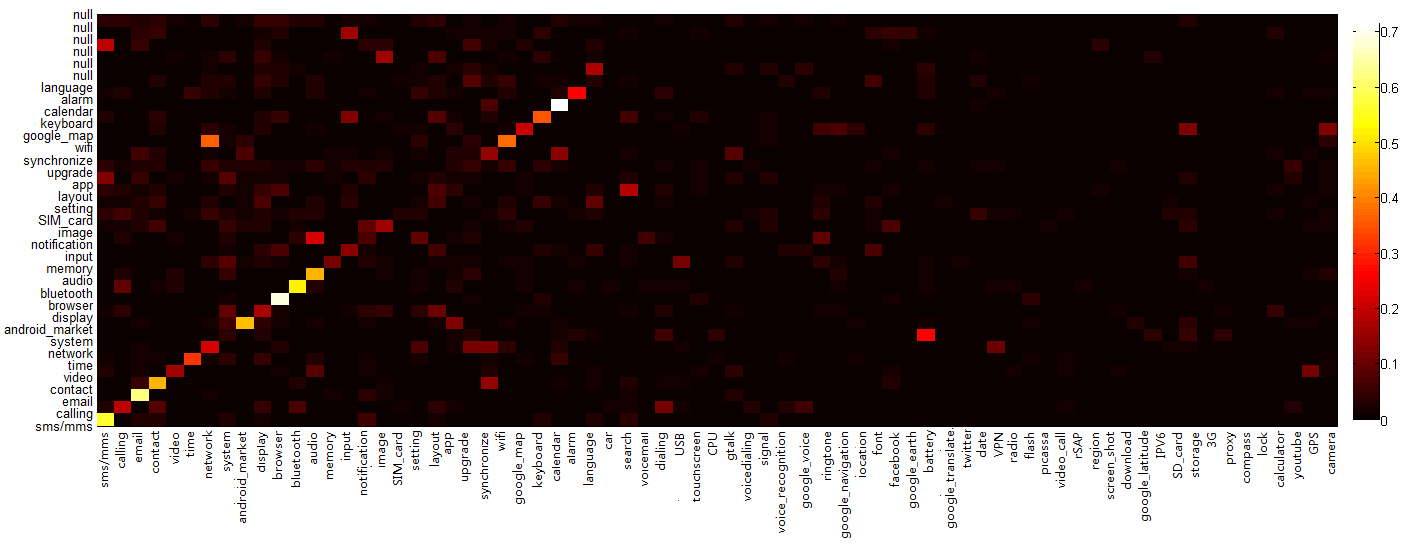 null
null
null
null
null
null
language
alarm
calendar
keyboard
google_map
wifi
synchronize
upgrade
app
layout
setting
SIM_card
image
notification
input
memory
audio
bluetooth
browser
display
android_market
system
network
time
video
contact
email
calling
sms/mms
sms/mms
calling
email
contact
video
time
network
system
android_market
display
browser
bluetooth
audio
memory
input
notification
image
SIM_card
setting
layout
app
upgrade
synchronize
wifi
google_map
keyboard
calendar
alarm
language
car
search
voicemail
dialing
USB
touchscreen
CPU
gtalk
voicedialing
signal
voice_recognition
google_voice
ringtone
google_navigation
location
font
facebook
google_earth
battery
google_translate.
twitter
date
VPN
radio
flash
picasa
video_call
rSAP
region
screen_shot
download
google_latitude
IPV6
SD_card
storage
3G
proxy
compass
lock
calculator
youtube
GPS
camera
0.7
0.6
0.5
0.4
0.3
0.2
0.1
0